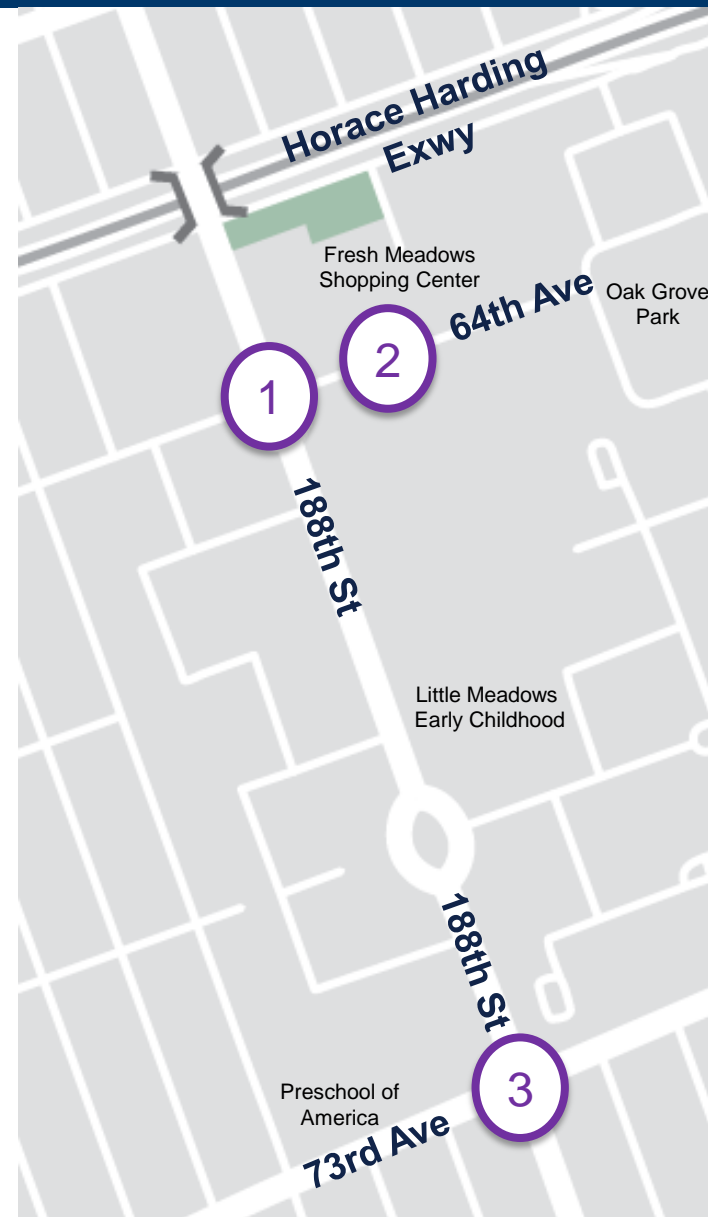 Horace Harding
Exwy
Fresh Meadows
Shopping Center
64th Ave
Oak Grove
Park
1
2
188th St
Little Meadows
Early Childhood
188th St
3
Preschool of
America
73rd Ave